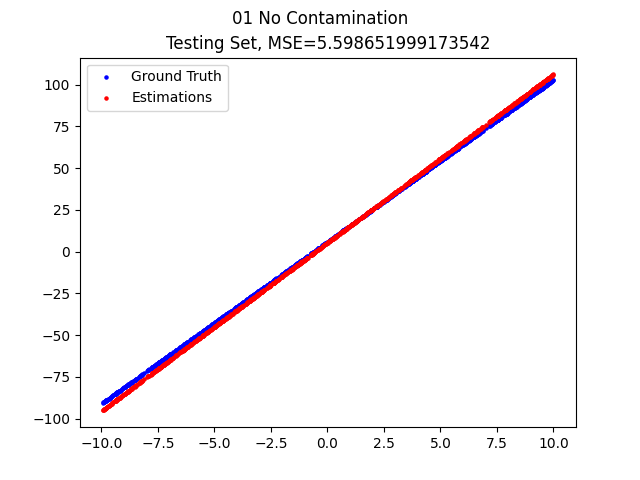 01 No Contamination
Testing Set, MSE=5.598651999173542
Ground Truth
Estimations
100
75
50
25
0
−25
−50
−75
−100
−10.0 −7.5 −5.0 −2.5 0.0 2.5 5.0 7.5 10.0